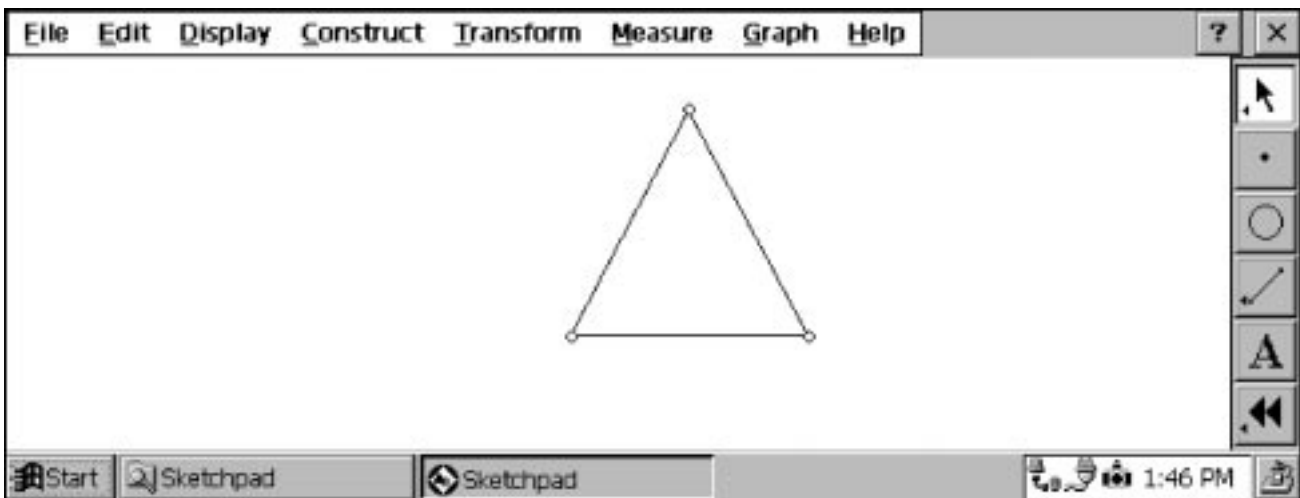 File Edit Display Construct Transform Measure Graph Help ? ×
A
Start Sketchpad Sketchpad 1:46 PM